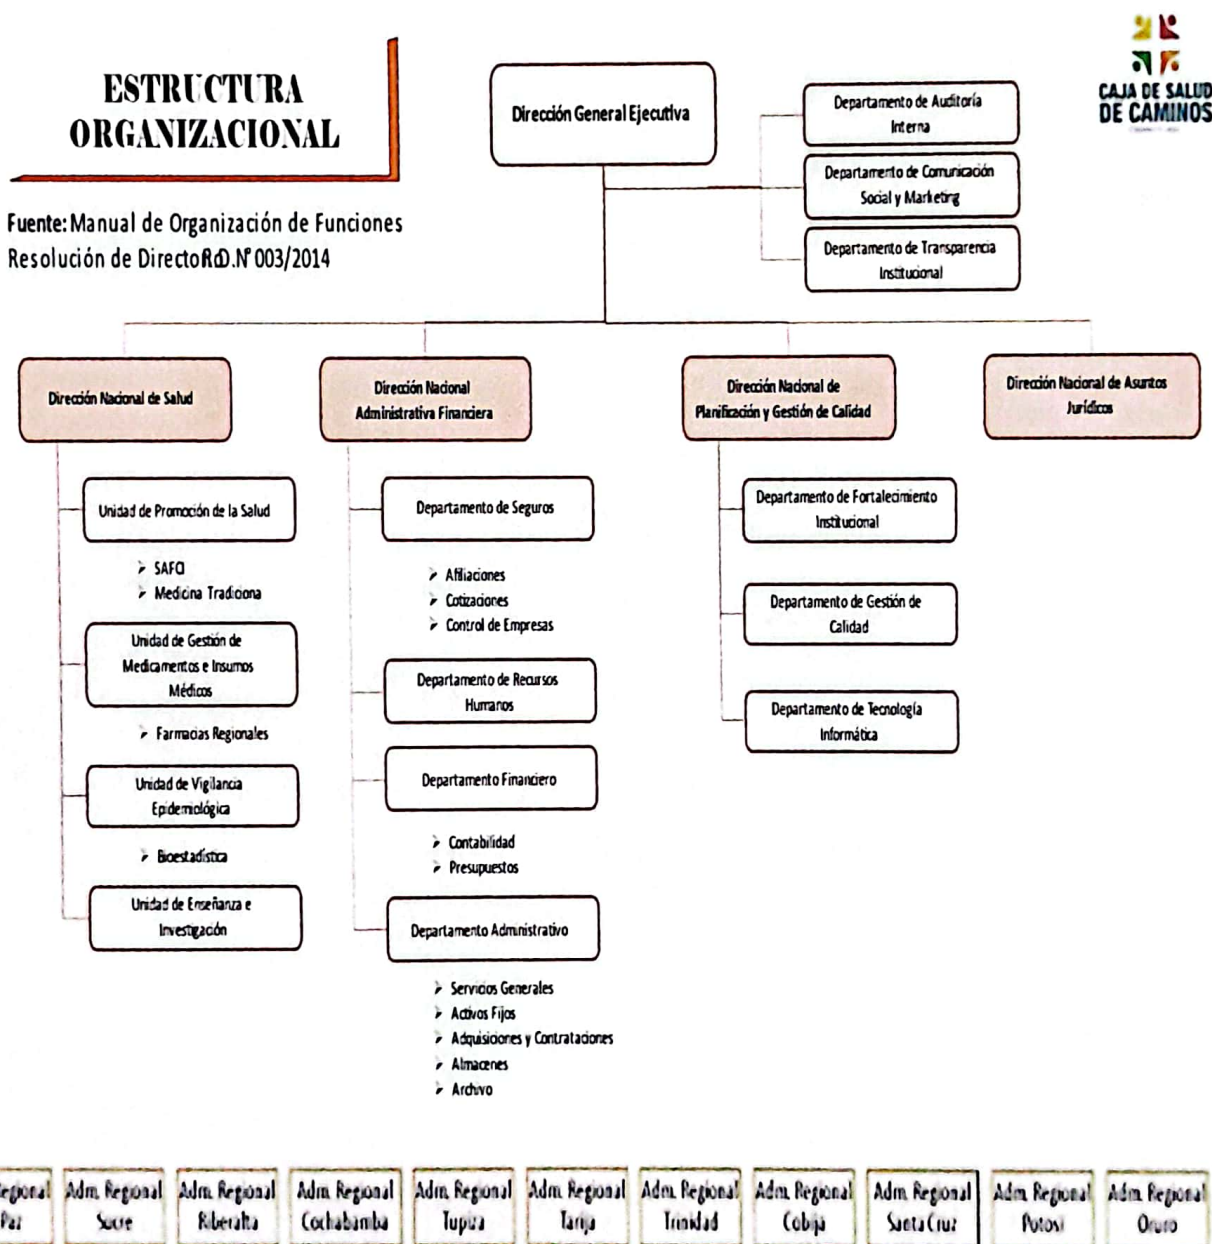 ESTRUCTURA
ORGANIZACIONAL
Fuente: Manual de Organización de Funciones
Resolución de DirectoRD.N° 003/2014
CAJA DE SALUD
DE CAMINOS
Dirección General Ejecutiva
Departamento de Auditoría
Interna
Departamento de Comunicación
Social y Marketing
Departamento de Transparencia
Institucional
Dirección Nacional de Salud
Unidad de Promoción de la Salud
➢ SAFCI
➢ Medicina Tradiciona
Unidad de Gestión de
Medicamentos e Insumos
Médicos
➢ Farmacias Regionales
Unidad de Vigilancia
Epidemiológica
➢ Bioestadística
Unidad de Enseñanza e
Investigación
Dirección Nacional
Administrativa Financiera
Departamento de Seguros
➢ Afiliaciones
➢ Cotizaciones
➢ Control de Empresas
Departamento de Recursos
Humanos
Departamento Financiero
➢ Contabilidad
➢ Presupuestos
Departamento Administrativo
➢ Servicios Generales
➢ Activos Fijos
➢ Adquisiciones y Contrataciones
➢ Almacenes
➢ Archivo
Dirección Nacional de
Planificación y Gestión de Calidad
Departamento de Fortalecimiento
Institucional
Departamento de Gestión de
Calidad
Departamento de Tecnología
Informática
Dirección Nacional de Asuntos
Jurídicos
Regional
Paz
Adm. Regional
Sucre
Adm. Regional
Riberalta
Adm. Regional
Cochabamba
Adm. Regional
Tupiza
Adm. Regional
Tarija
Adm. Regional
Trinidad
Adm. Regional
Cobija
Adm. Regional
Santa Cruz
Adm. Regional
Potosi
Adm. Regional
Oruro